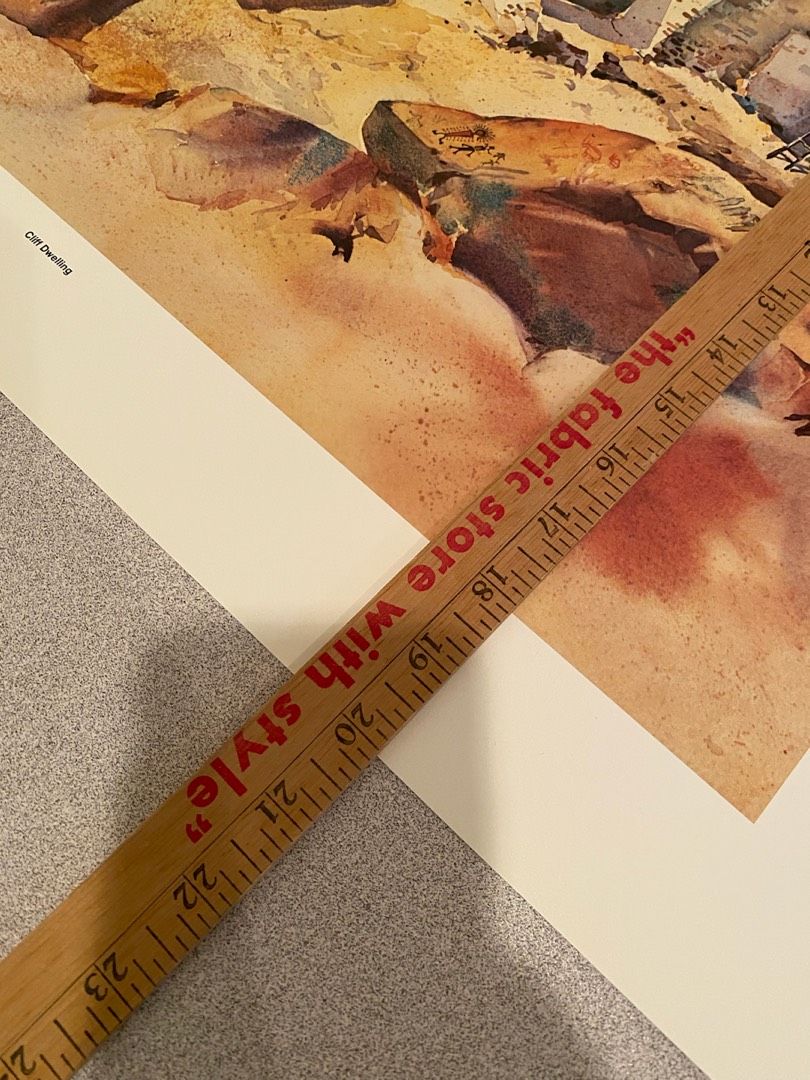 Cliff Dwelling
"the fabric store with style"
13 14 15 16 17 18 19 20 21 22 23